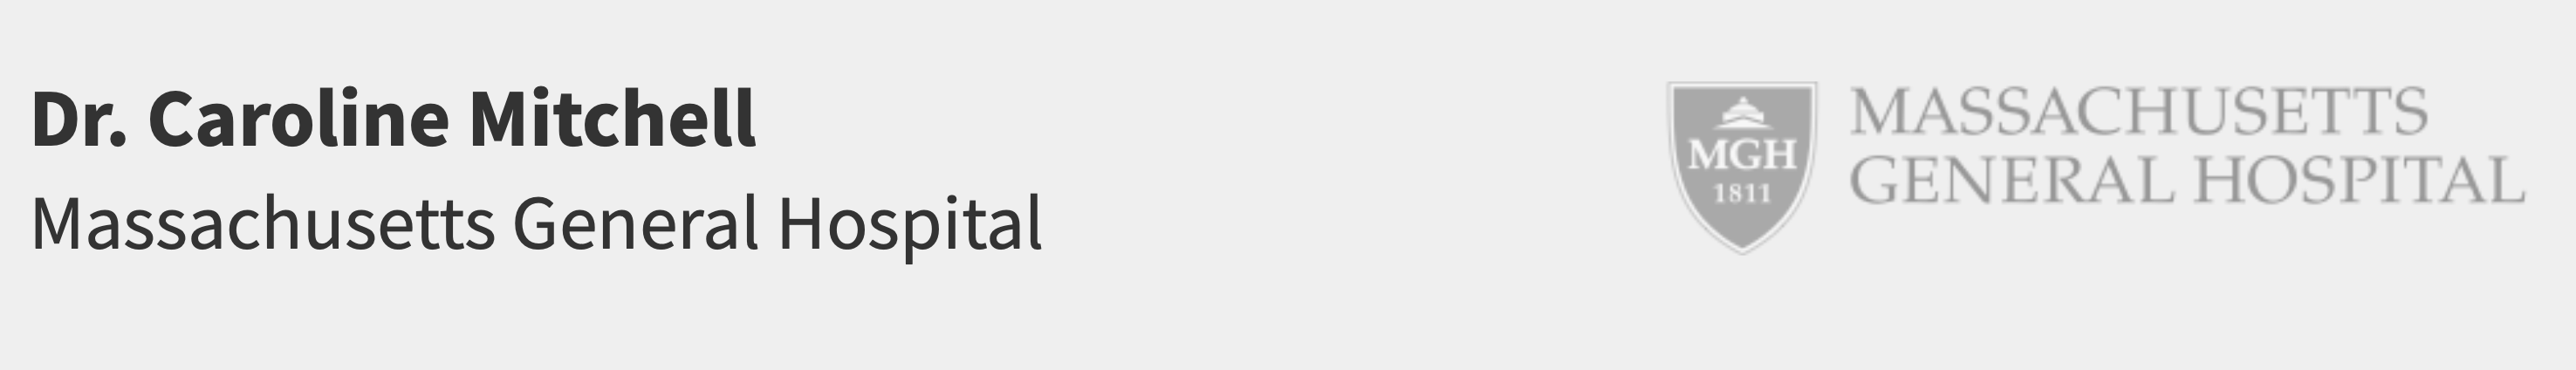 Dr. Caroline Mitchell
Massachusetts General Hospital
MGH
1811
MASSACHUSETTS
GENERAL HOSPITAL